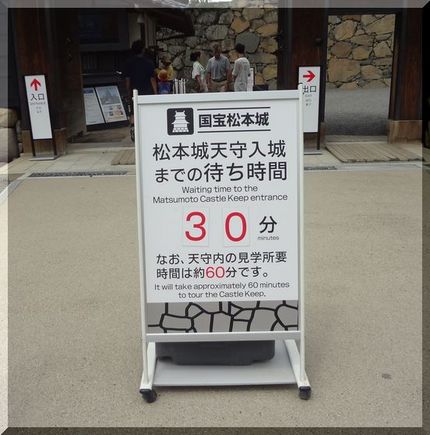 入口
出口
国宝松本城
松本城天守入城
までの待ち時間
Waiting time to the
Matsumoto Castle Keep entrance
30分
minutes
なお、天守内の見学所要
時間は約60分です。
It will take approximately 60 minutes
to tour the Castle Keep.